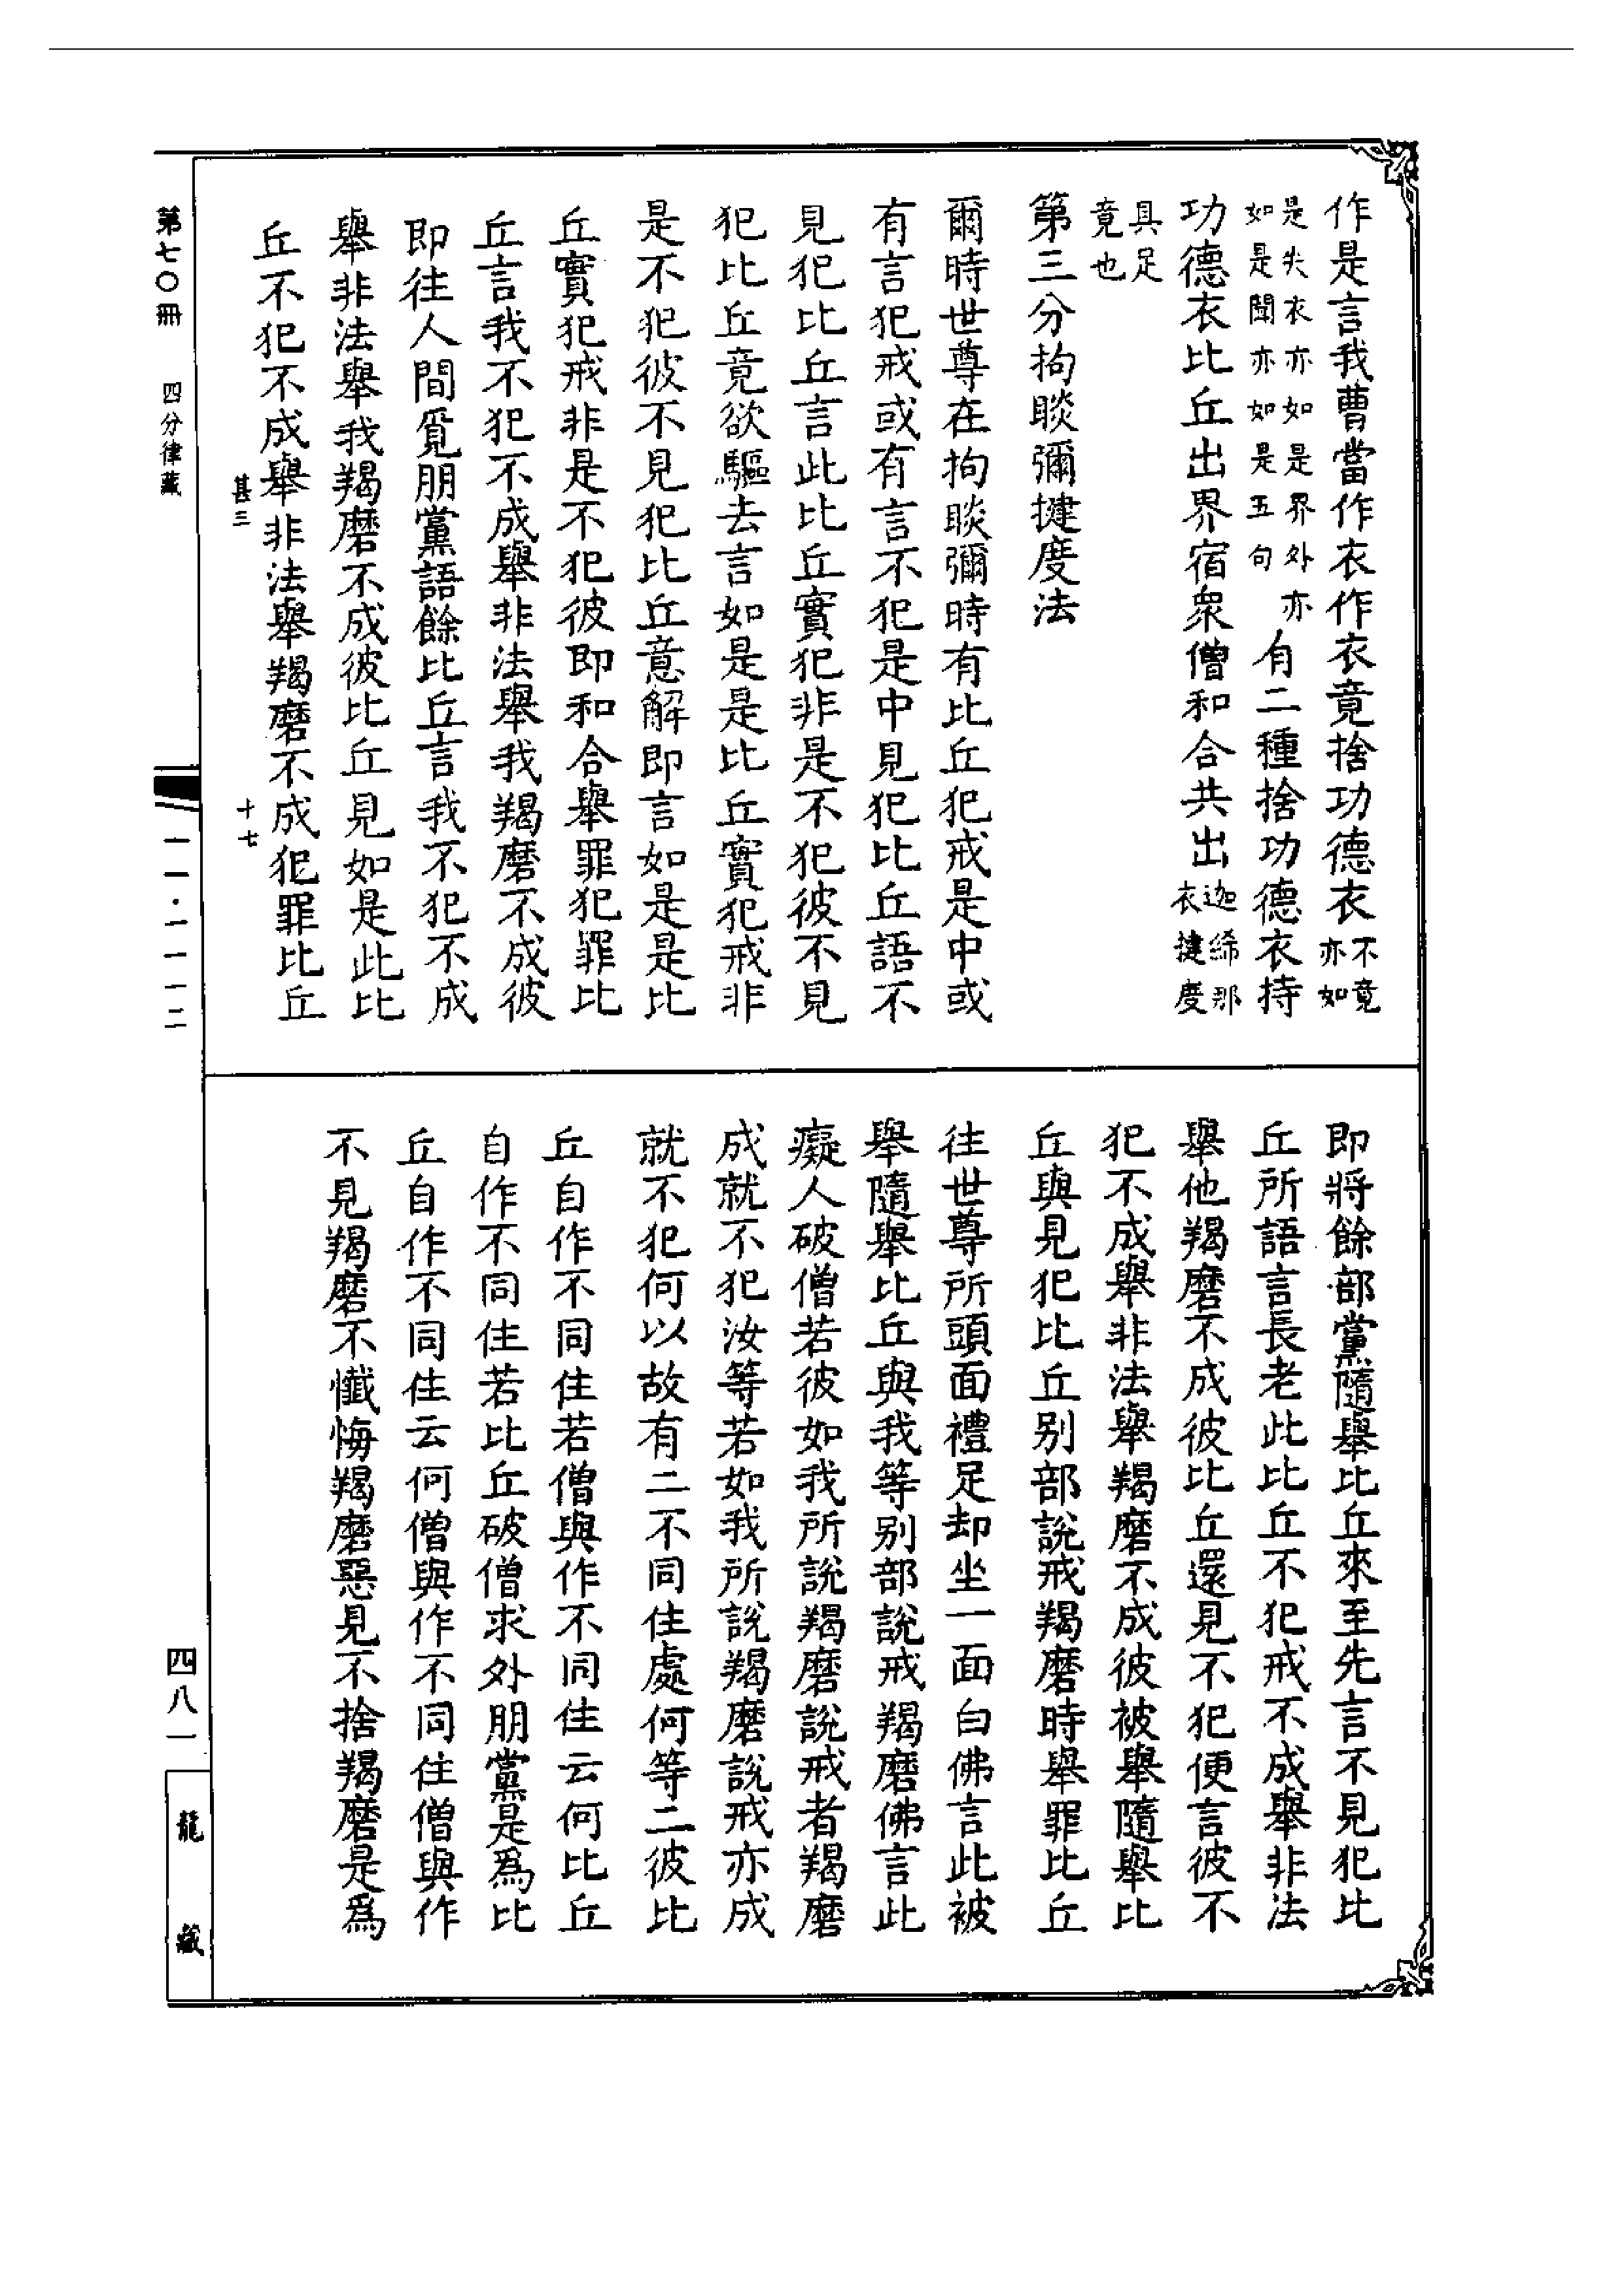 作是言我曹當作衣作衣竟捨功德衣不竟亦如
是失衣亦如是界外亦如是聞亦如是五句有二種捨功德衣持
功德衣比丘出界宿眾僧和合共出迦絺那衣揵度
具足竟也
第三分拘睒彌揵度法
爾時世尊在拘睒彌時有比丘犯戒是中或
有言犯戒或有言不犯是中見犯比丘語不
見犯比丘言此比丘實犯非是不犯彼不見
犯比丘竟欲驅去言如是是比丘實犯戒非
是不犯彼不見犯比丘意解即言如是是比
丘實犯戒非是不犯彼即和合舉罪犯罪比
丘言我不犯不成舉非法舉我羯磨不成彼
即往人間覓朋黨語餘比丘言我不犯不成
舉非法舉我羯磨不成彼比丘見如是此比
丘不犯不成舉非法舉羯磨不成犯罪比丘
即將餘部黨隨舉比丘來至先言不見犯比
丘所語言長老此比丘不犯戒不成舉非法
舉他羯磨不成彼比丘還見不犯便言彼不
犯不成舉非法舉羯磨不成彼被舉隨舉比
丘與見犯比丘別部說戒羯磨時舉罪比丘
往世尊所頭面禮足却坐一面白佛言此被
舉隨舉比丘與我等別部說戒羯磨佛言此
癡人破僧若彼如我所說羯磨說戒者羯磨
成就不犯汝等若如我所說羯磨說戒亦成
就不犯何以故有二不同住處何等二彼比
丘自作不同住若僧與作不同住云何比丘
自作不同住若比丘破僧求外朋黨是為比
丘自作不同住云何僧與作不同住僧與作
不見羯磨不懺悔羯磨惡見不捨羯磨是為
甚三
十七
第七〇冊
四分律藏
一一·一一一二
四八一
龍藏